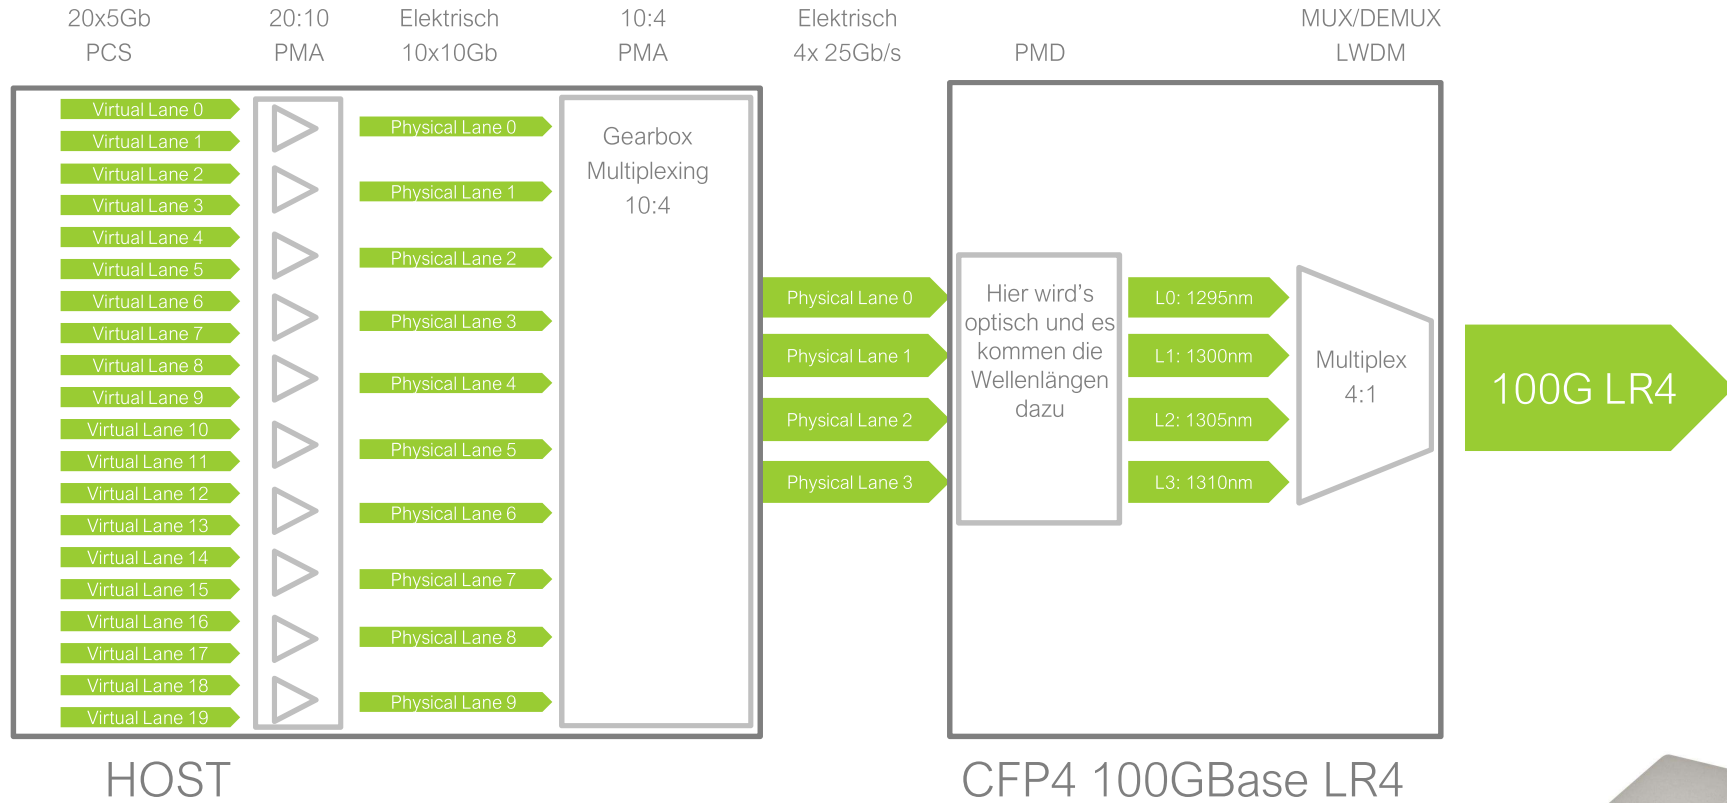 20x5Gb
PCS
20:10
PMA
Elektrisch
10x10Gb
10:4
PMA
Elektrisch
4x 25Gb/s
PMD
MUX/DEMUX
LWDM
Virtual Lane 0
Virtual Lane 1
Virtual Lane 2
Virtual Lane 3
Virtual Lane 4
Virtual Lane 5
Virtual Lane 6
Virtual Lane 7
Virtual Lane 8
Virtual Lane 9
Virtual Lane 10
Virtual Lane 11
Virtual Lane 12
Virtual Lane 13
Virtual Lane 14
Virtual Lane 15
Virtual Lane 16
Virtual Lane 17
Virtual Lane 18
Virtual Lane 19
Physical Lane 0
Physical Lane 1
Physical Lane 2
Physical Lane 3
Physical Lane 4
Physical Lane 5
Physical Lane 6
Physical Lane 7
Physical Lane 8
Physical Lane 9
Gearbox
Multiplexing
10:4
Physical Lane 0
Physical Lane 1
Physical Lane 2
Physical Lane 3
Hier wird's
optisch und es
kommen die
Wellenlängen
dazu
L0: 1295nm
L1: 1300nm
L2: 1305nm
L3: 1310nm
Multiplex
4:1
100G LR4
HOST
CFP4 100GBase LR4